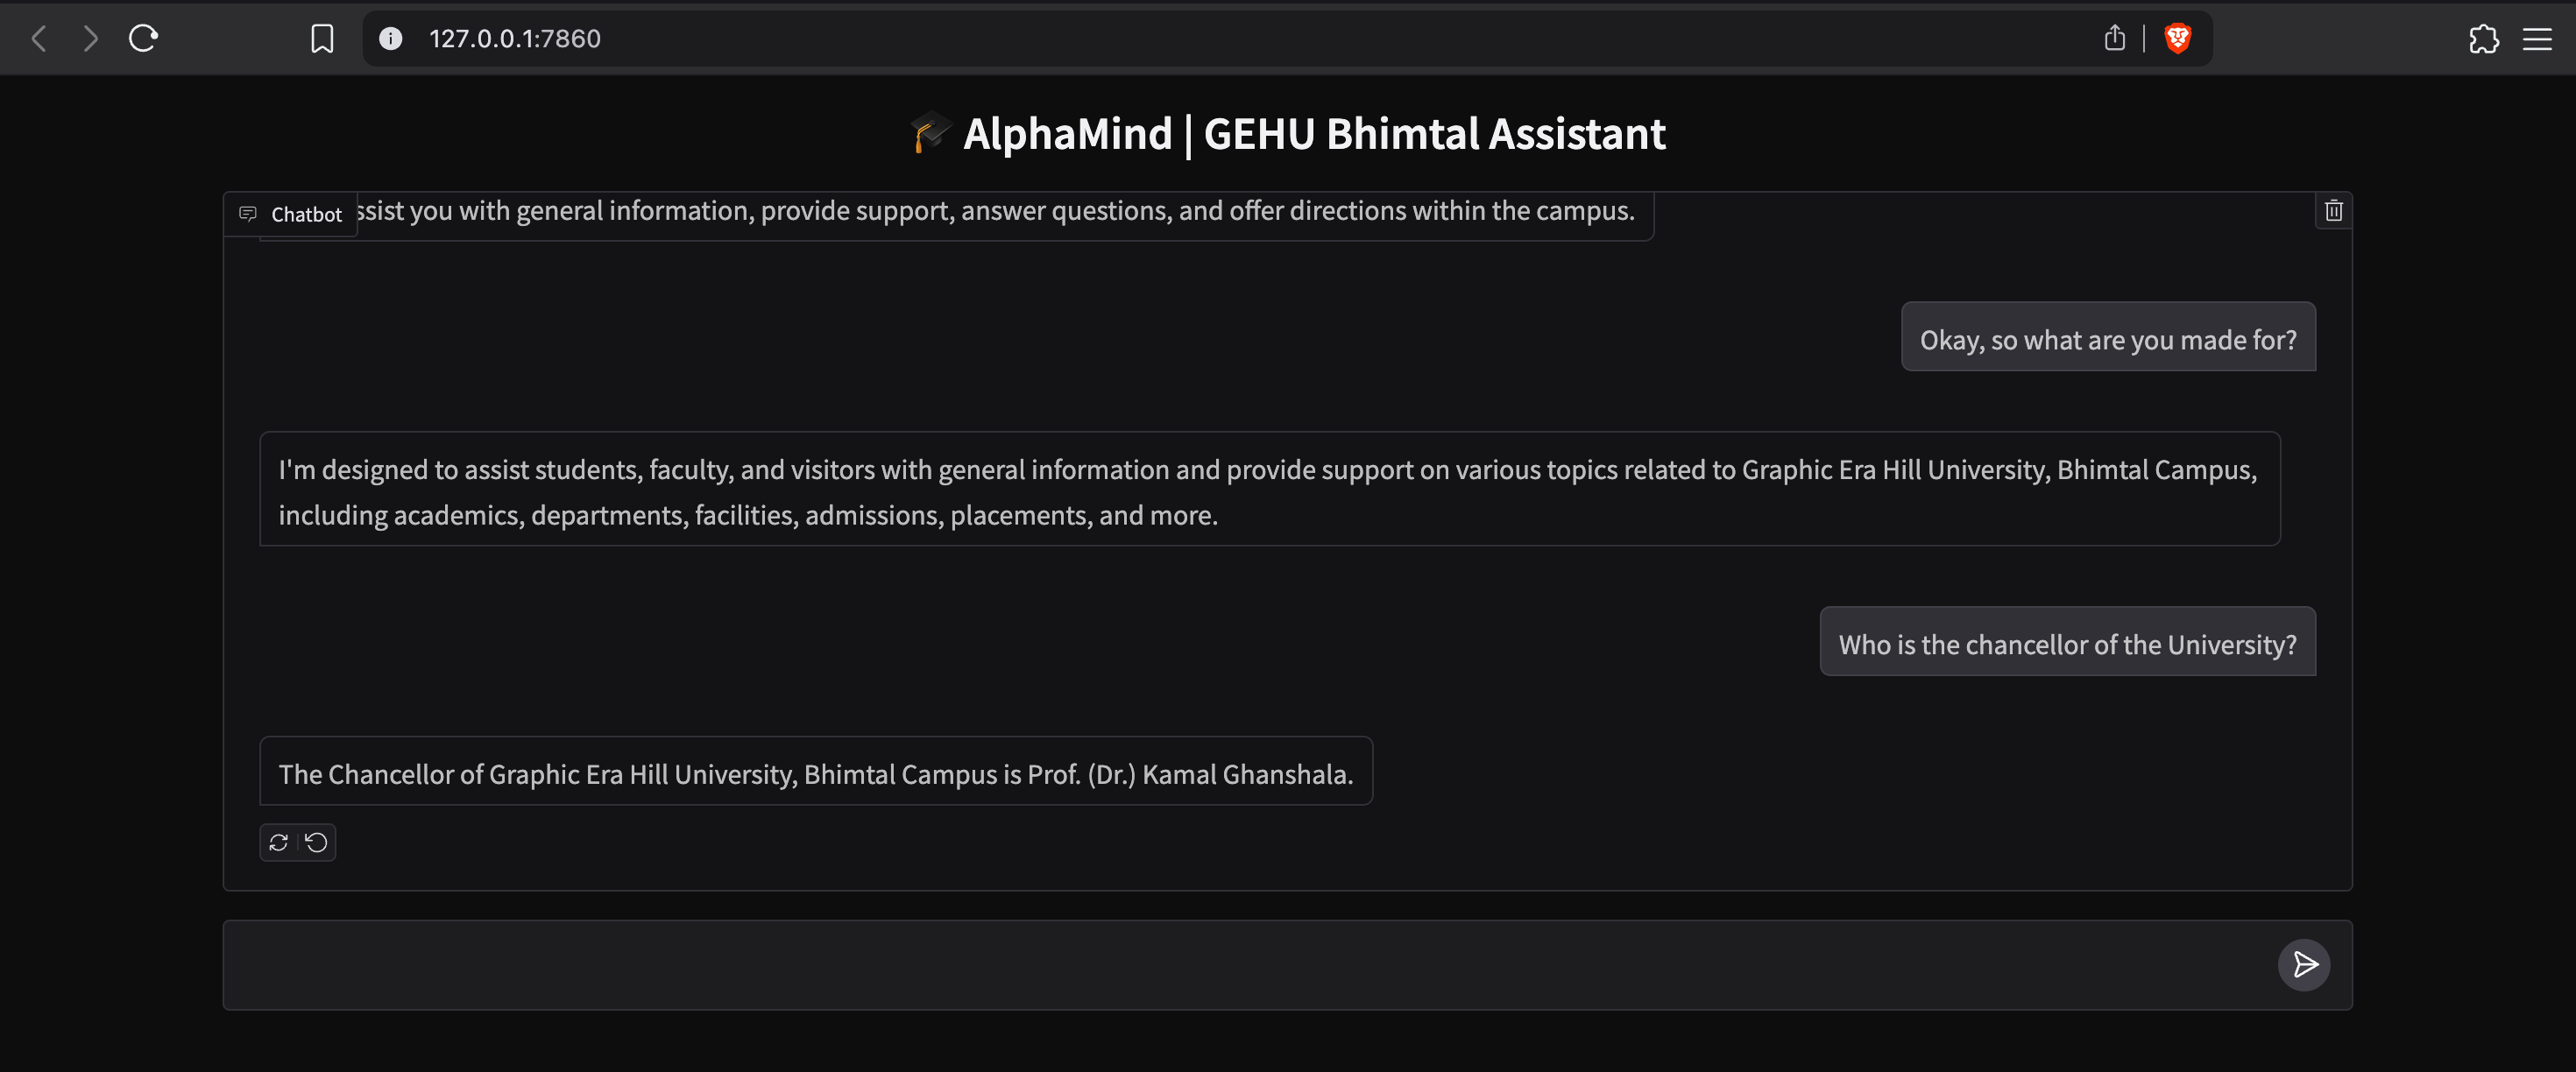 127.0.0.1:7860
🎓 AlphaMind | GEHU Bhimtal Assistant
Chatbot
you with general information, provide support, answer questions, and offer directions within the campus.
Okay, so what are you made for?
I'm designed to assist students, faculty, and visitors with general information and provide support on various topics related to Graphic Era Hill University, Bhimtal Campus,
including academics, departments, facilities, admissions, placements, and more.
Who is the chancellor of the University?
The Chancellor of Graphic Era Hill University, Bhimtal Campus is Prof. (Dr.) Kamal Ghanshala.